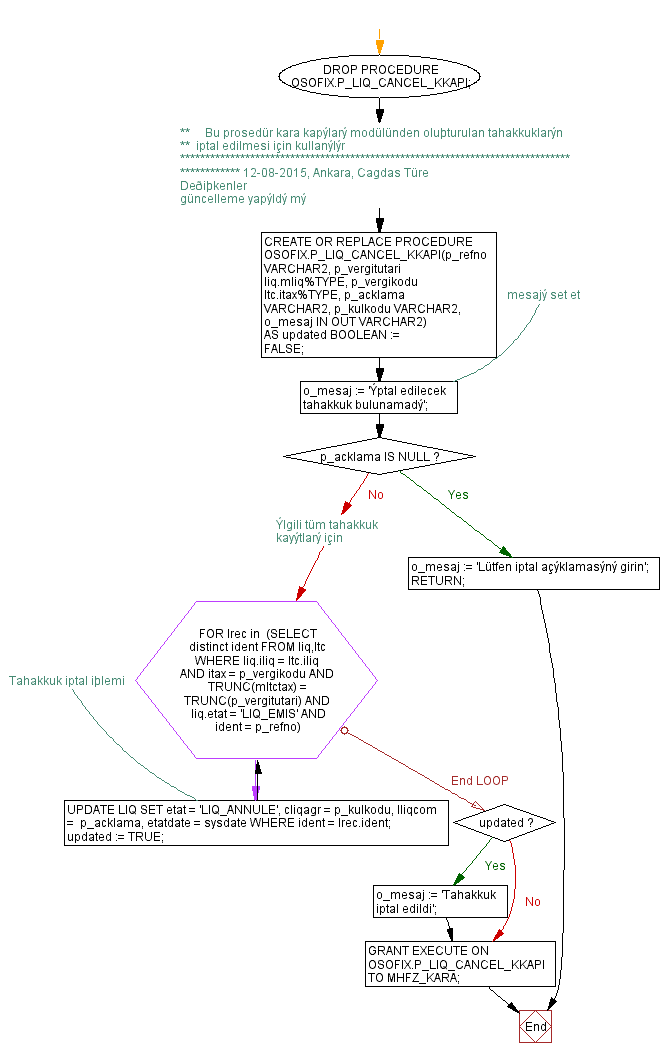 DROP PROCEDURE
OSOFIX.P_LIQ_CANCEL_KKAPI;
** Bu prosedür kara kapýlarý modülünden oluþturulan tahakkuklarýn
** iptal edilmesi için kullanýlýr
******************************************************************************
************ 12-08-2015, Ankara, Cagdas Türe
Deðiþkenler
güncelleme yapýldý mý
CREATE OR REPLACE PROCEDURE
OSOFIX.P_LIQ_CANCEL_KKAPI(p_refno
VARCHAR2, p_vergitutari
liq.mliq%TYPE, p_vergikodu
ltc.itax%TYPE, p_acklama
VARCHAR2, p_kulkodu VARCHAR2,
o_mesaj IN OUT VARCHAR2)
AS updated BOOLEAN :=
FALSE;
mesajý set et
o_mesaj := 'Ýptal edilecek
tahakkuk bulunamadý';
p_acklama IS NULL ?
No
Yes
Ýlgili tüm tahakkuk
kayýtlarý için
o_mesaj := 'Lütfen iptal açýklamasýný girin';
RETURN;
FOR lrec in (SELECT
distinct ident FROM liq,ltc
WHERE liq.iliq = ltc.iliq
AND itax = p_vergikodu AND
TRUNC(mltctax) =
TRUNC(p_vergitutari) AND
liq.etat = 'LIQ_EMIS' AND
ident = p_refno)
Tahakkuk iptal iþlemi
End LOOP
UPDATE LIQ SET etat = 'LIQ_ANNULE', cliqagr = p_kulkodu, lliqcom
= p_acklama, etatdate = sysdate WHERE ident = lrec.ident;
updated := TRUE;
updated ?
Yes
No
o_mesaj := 'Tahakkuk
iptal edildi';
GRANT EXECUTE ON
OSOFIX.P_LIQ_CANCEL_KKAPI
TO MHFZ_KARA;
End